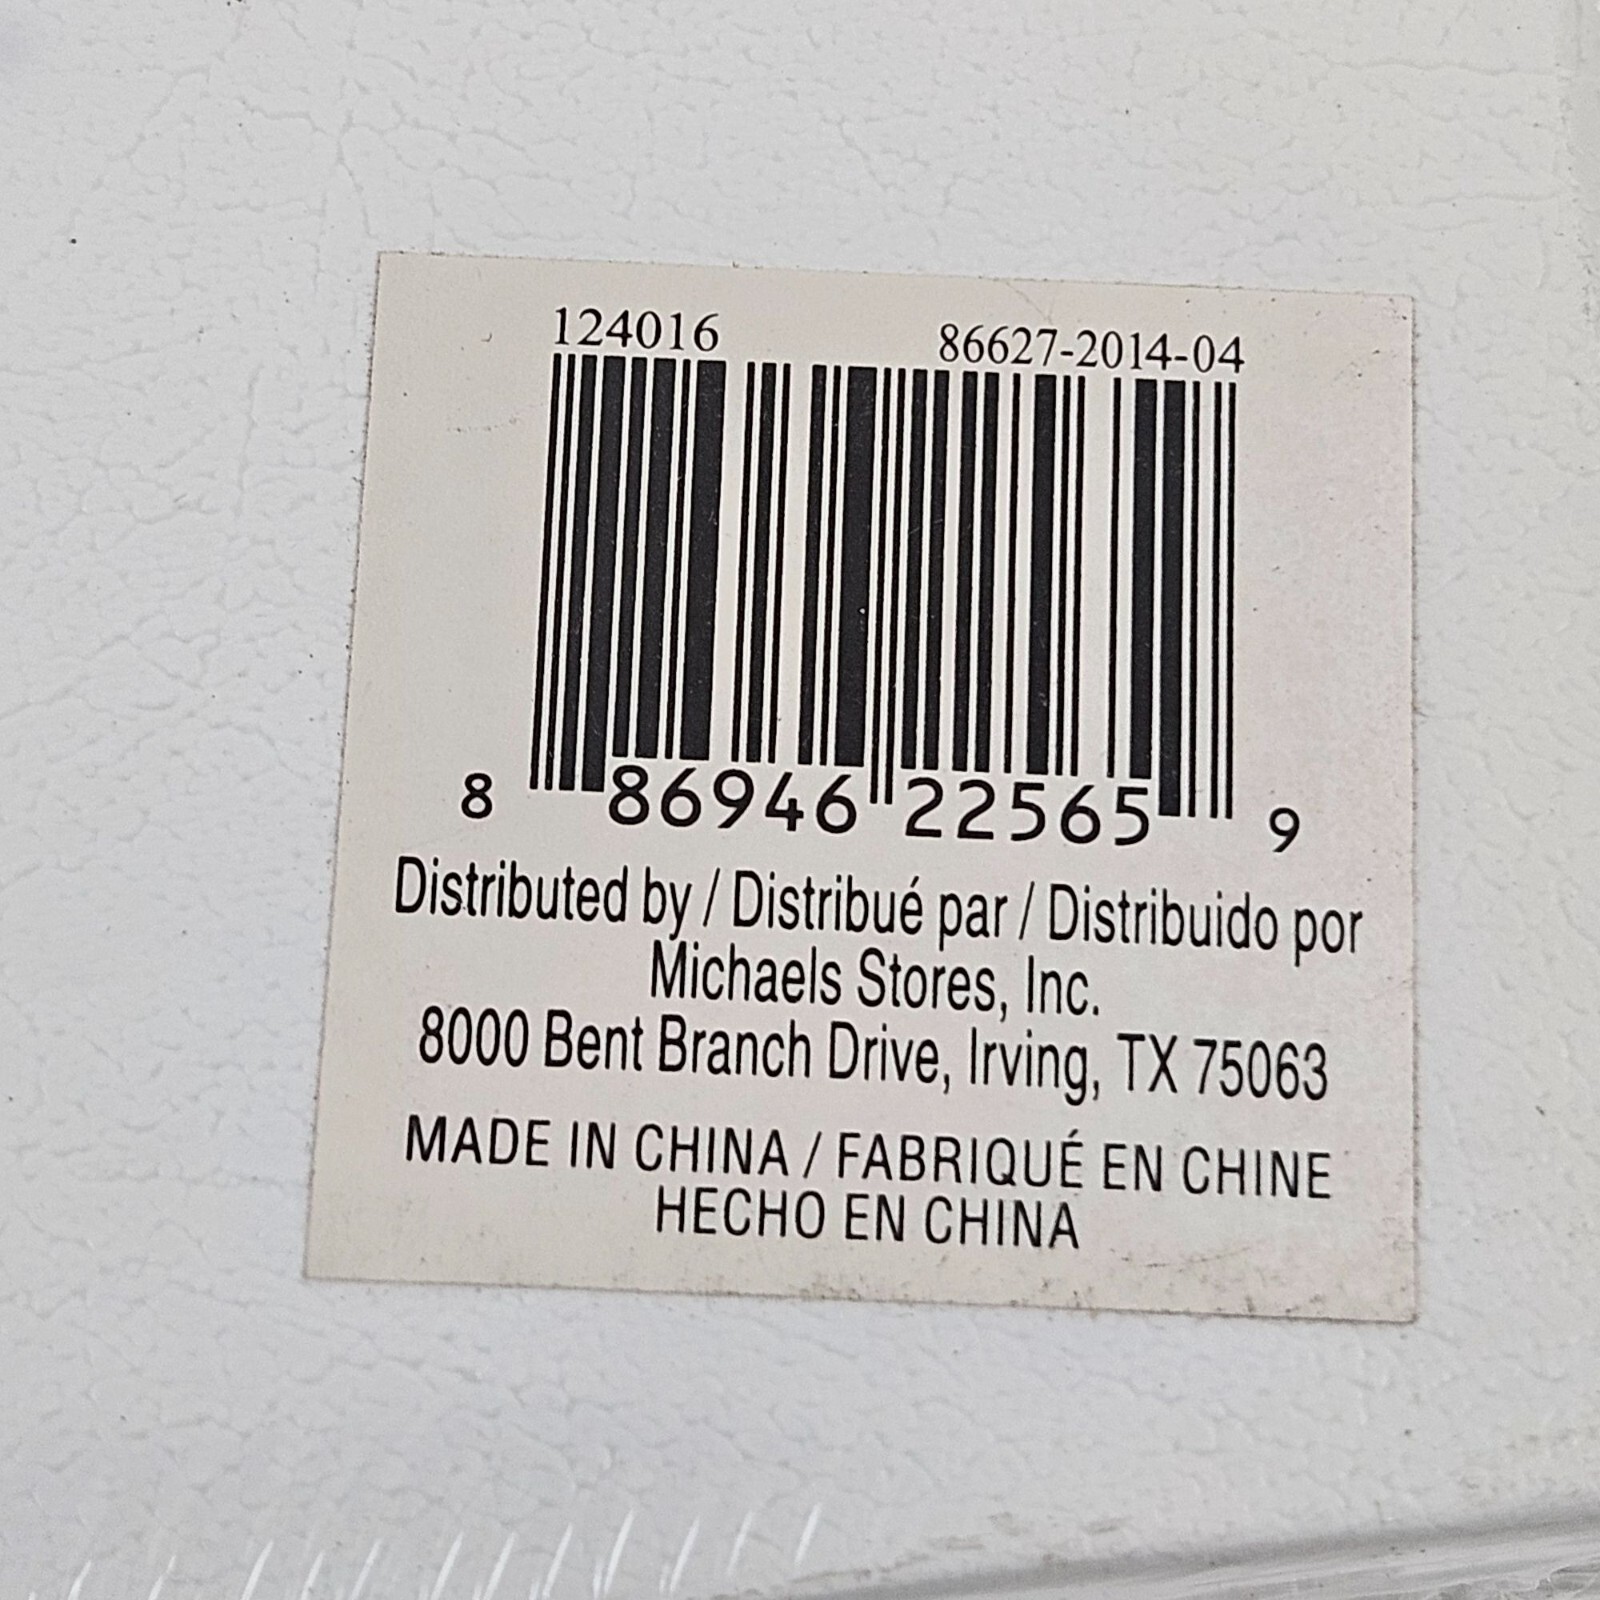 124016 86627-2014-04
8 86946 22565 9
Distributed by / Distribué par / Distribuido por
Michaels Stores, Inc.
8000 Bent Branch Drive, Irving, TX 75063
MADE IN CHINA / FABRIQUÉ EN CHINE
HECHO EN CHINA